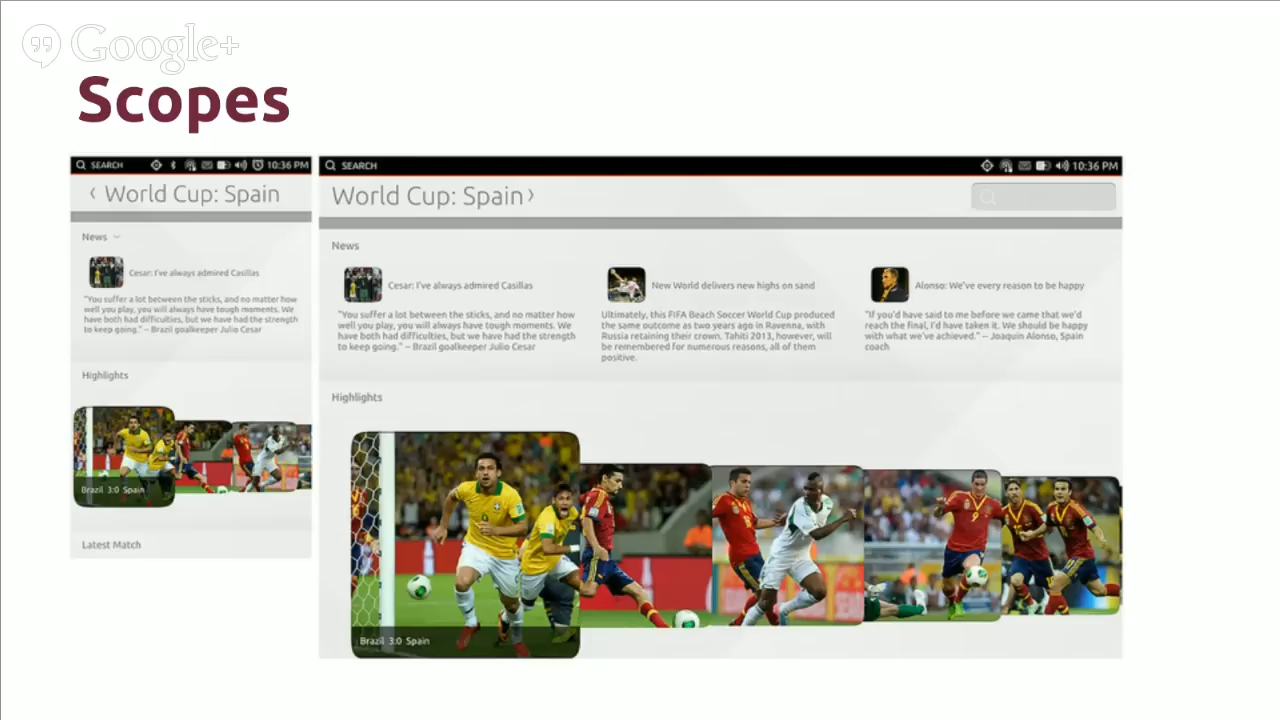 Google+
Scopes
SEARCH 10:36 PM
World Cup: Spain
News
Cesar: I've always admired Casillas
"You suffer a lot between the sticks, and no matter how
well you play, you will always have tough moments. We
have both had difficulties, but we have had the strength
to keep going." – Brazil goalkeeper Julio Cesar
Highlights
Brazil 3:0 Spain
Latest Match
SEARCH 10:36 PM
World Cup: Spain
News
Cesar: I've always admired Casillas
"You suffer a lot between the sticks, and no matter how
well you play, you will always have tough moments. We
have both had difficulties, but we have had the strength
to keep going." – Brazil goalkeeper Julio Cesar
New World delivers new highs on sand
Ultimately, this FIFA Beach Soccer World Cup produced
the same outcome as two years ago in Ravenna, with
Russia retaining their crown. Tahiti 2013, however, will
be remembered for numerous reasons, all of them
positive.
Alonso: We've every reason to be happy
"If you'd have said to me before we came that we'd
reach the final, I'd have taken it. We should be happy
with what we've achieved." – Joaquin Alonso, Spain
coach
Highlights
Brazil 3:0 Spain